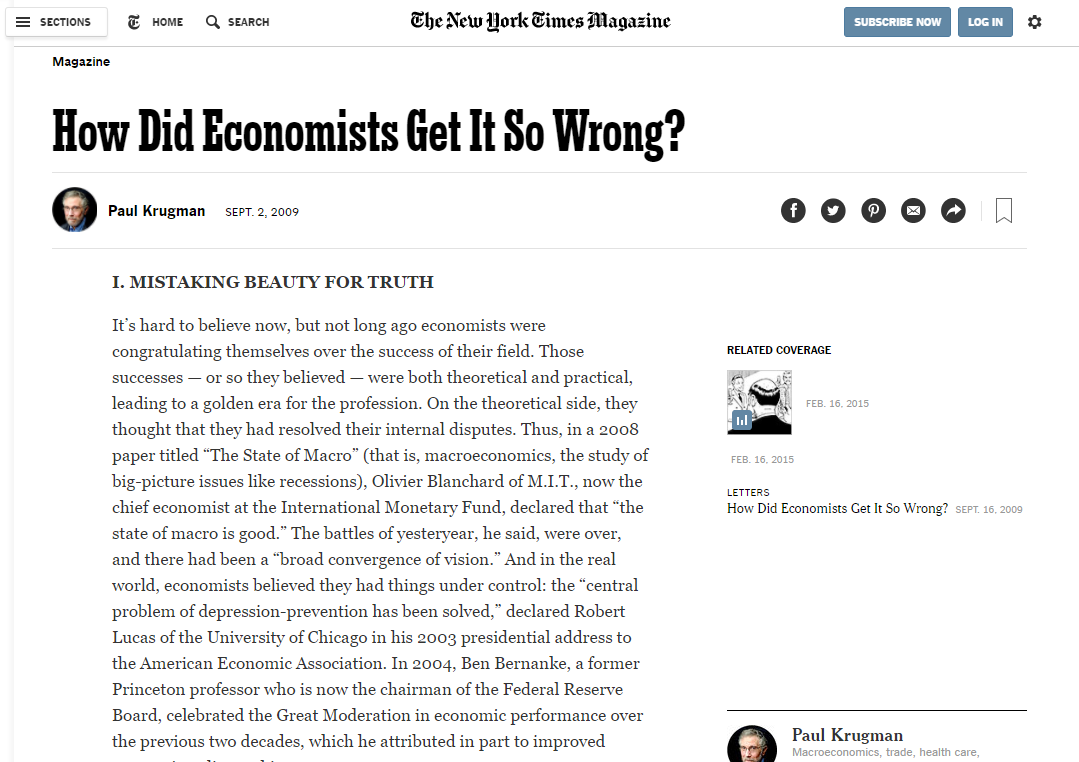 SECTIONS
HOME
SEARCH
The New York Times Magazine
SUBSCRIBE NOW
LOG IN
Magazine
How Did Economists Get It So Wrong?
Paul Krugman SEPT. 2, 2009
I. MISTAKING BEAUTY FOR TRUTH
It’s hard to believe now, but not long ago economists were
congratulating themselves over the success of their field. Those
successes — or so they believed — were both theoretical and practical,
leading to a golden era for the profession. On the theoretical side, they
thought that they had resolved their internal disputes. Thus, in a 2008
paper titled “The State of Macro” (that is, macroeconomics, the study of
big-picture issues like recessions), Olivier Blanchard of M.I.T., now the
chief economist at the International Monetary Fund, declared that “the
state of macro is good.” The battles of yesteryear, he said, were over,
and there had been a “broad convergence of vision.” And in the real
world, economists believed they had things under control: the “central
problem of depression-prevention has been solved,” declared Robert
Lucas of the University of Chicago in his 2003 presidential address to
the American Economic Association. In 2004, Ben Bernanke, a former
Princeton professor who is now the chairman of the Federal Reserve
Board, celebrated the Great Moderation in economic performance over
the previous two decades, which he attributed in part to improved
RELATED COVERAGE
FEB. 16, 2015
FEB. 16, 2015
LETTERS
How Did Economists Get It So Wrong? SEPT. 16, 2009
Paul Krugman
Macroeconomics, trade, health care,